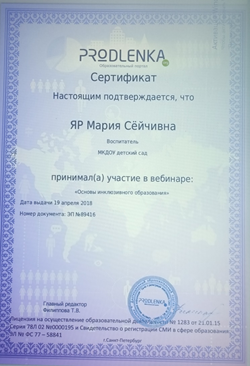 PRODLENKA
образовательный портал
Сертификат
Настоящим подтверждается, что
ЯР Мария Сёйчивна
Воспитатель
МКДОУ детский сад
принимал(а) участие в вебинаре:
«Основы инклюзивного образования»
Дата выдачи 19 апреля 2018
Номер документа: ЭП №89416
Главный редактор
Филиппова Т.В.
PRODLENKA
Лицензия на осуществление образовательной деятельности № 1283 от 21.01.15
Серия 78Л 02 №0000195 и Свидетельство о регистрации СМИ в сфере образования
ЭЛ № ФС 77 – 58841
г.Санкт-Петербург